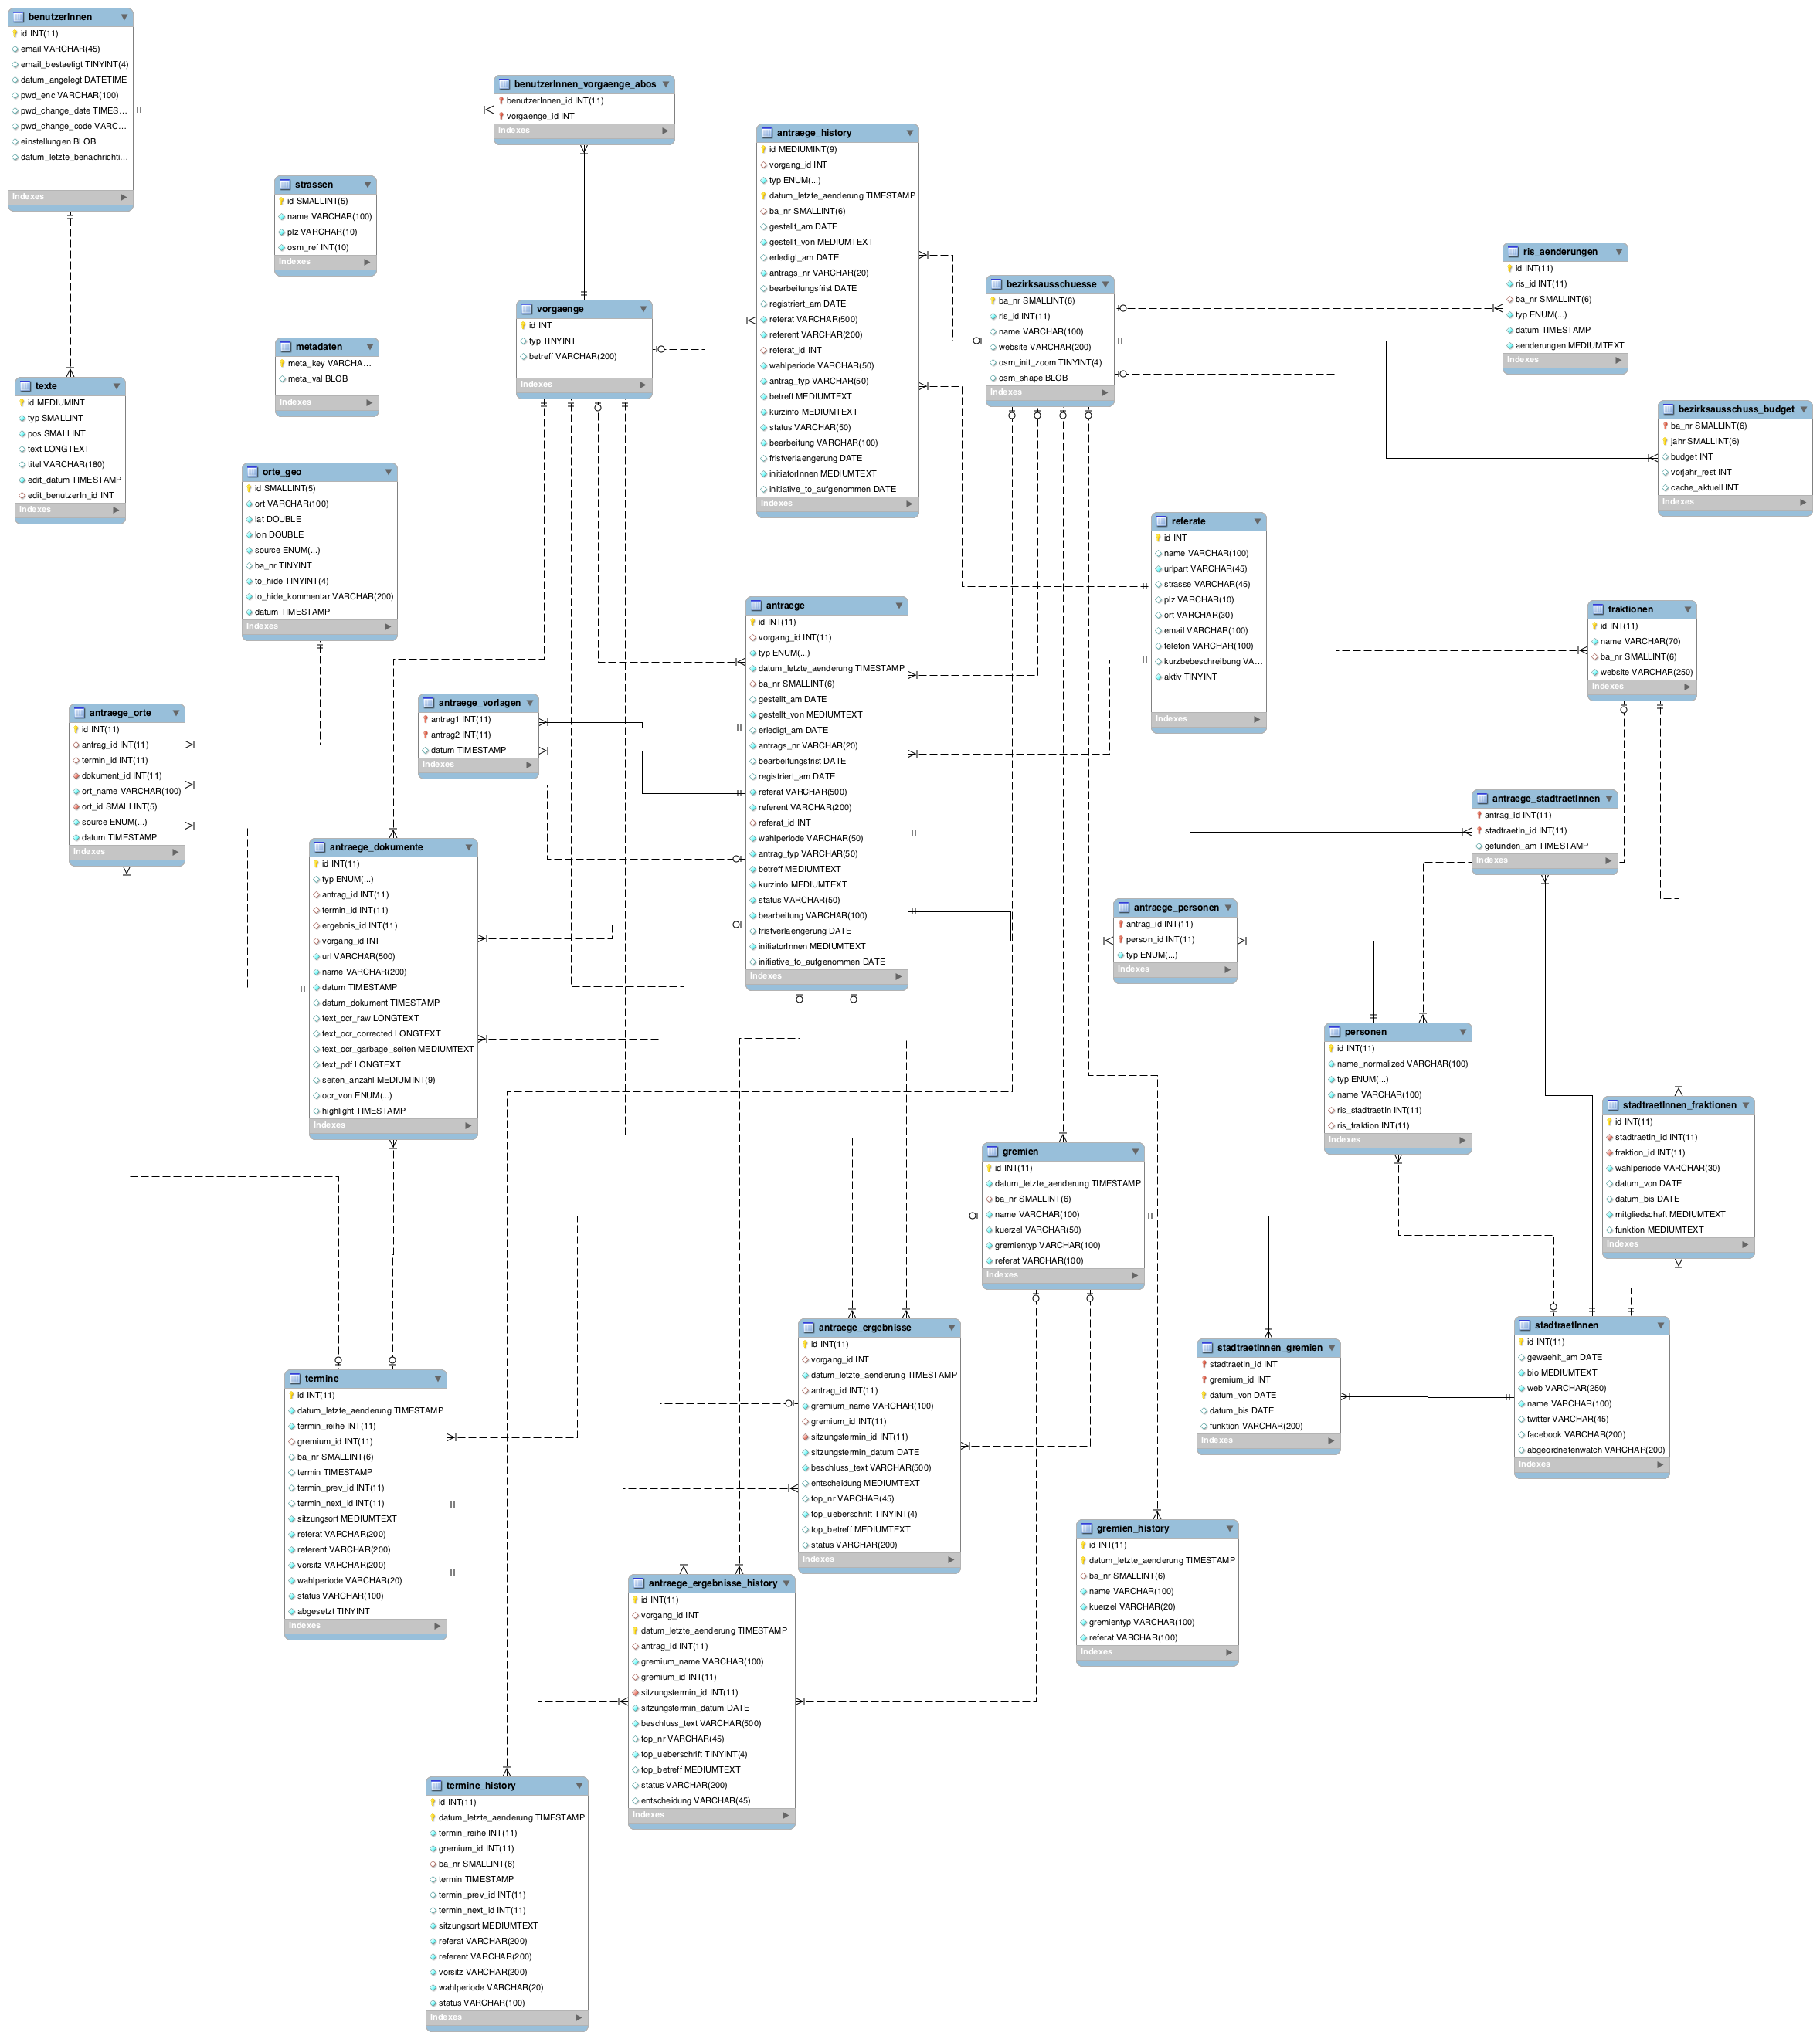 benutzerInnen
id INT(11)
email VARCHAR(45)
email_bestaetigt TINYINT(4)
datum_angelegt DATETIME
pwd_enc VARCHAR(100)
pwd_change_date TIMES...
pwd_change_code VARC...
einstellungen BLOB
datum_letzte_benachrichti...
Indexes
benutzerInnen_vorgaenge_abos
benutzerInnen_id INT(11)
vorgaenge_id INT
Indexes
antraege_history
id MEDIUMINT(9)
vorgang_id INT
typ ENUM(...)
datum_letzte_aenderung TIMESTAMP
ba_nr SMALLINT(6)
gestellt_am DATE
gestellt_von MEDIUMTEXT
erledigt_am DATE
antrags_nr VARCHAR(20)
bearbeitungsfrist DATE
registriert_am DATE
referat VARCHAR(500)
referent VARCHAR(200)
referat_id INT
wahlperiode VARCHAR(50)
antrag_typ VARCHAR(50)
betreff MEDIUMTEXT
kurzinfo MEDIUMTEXT
status VARCHAR(50)
bearbeitung VARCHAR(100)
fristverlaengerung DATE
initiatorInnen MEDIUMTEXT
initiative_to_aufgenommen DATE
Indexes
strassen
id SMALLINT(5)
name VARCHAR(100)
plz VARCHAR(10)
osm_ref INT(10)
Indexes
ris_aenderungen
id INT(11)
ris_id INT(11)
ba_nr SMALLINT(6)
typ ENUM(...)
datum TIMESTAMP
aenderungen MEDIUMTEXT
Indexes
bezirksausschuesse
ba_nr SMALLINT(6)
ris_id INT(11)
name VARCHAR(100)
website VARCHAR(200)
osm_init_zoom TINYINT(4)
osm_shape BLOB
Indexes
vorgaenge
id INT
typ TINYINT
betreff VARCHAR(200)
Indexes
metadaten
meta_key VARCHA...
meta_val BLOB
Indexes
texte
id MEDIUMINT
typ SMALLINT
pos SMALLINT
text LONGTEXT
titel VARCHAR(180)
edit_datum TIMESTAMP
edit_benutzerIn_id INT
Indexes
bezirksausschuss_budget
ba_nr SMALLINT(6)
jahr SMALLINT(6)
budget INT
vorjahr_rest INT
cache_aktuell INT
Indexes
orte_geo
id SMALLINT(5)
ort VARCHAR(100)
lat DOUBLE
lon DOUBLE
source ENUM(...)
ba_nr TINYINT
to_hide TINYINT(4)
to_hide_kommentar VARCHAR(200)
datum TIMESTAMP
Indexes
referate
id INT
name VARCHAR(100)
urlpart VARCHAR(45)
strasse VARCHAR(45)
plz VARCHAR(10)
ort VARCHAR(30)
email VARCHAR(100)
telefon VARCHAR(100)
kurzbebeschreibung VA...
aktiv TINYINT
Indexes
antraege
id INT(11)
vorgang_id INT(11)
typ ENUM(...)
datum_letzte_aenderung TIMESTAMP
ba_nr SMALLINT(6)
gestellt_am DATE
gestellt_von MEDIUMTEXT
erledigt_am DATE
antrags_nr VARCHAR(20)
bearbeitungsfrist DATE
registriert_am DATE
referat VARCHAR(500)
referent VARCHAR(200)
referat_id INT
wahlperiode VARCHAR(50)
antrag_typ VARCHAR(50)
betreff MEDIUMTEXT
kurzinfo MEDIUMTEXT
status VARCHAR(50)
bearbeitung VARCHAR(100)
fristverlaengerung DATE
initiatorInnen MEDIUMTEXT
initiative_to_aufgenommen DATE
Indexes
fraktionen
id INT(11)
name VARCHAR(70)
ba_nr SMALLINT(6)
website VARCHAR(250)
Indexes
antraege_vorlagen
antrag1 INT(11)
antrag2 INT(11)
datum TIMESTAMP
Indexes
antraege_orte
id INT(11)
antrag_id INT(11)
termin_id INT(11)
dokument_id INT(11)
ort_name VARCHAR(100)
ort_id SMALLINT(5)
source ENUM(...)
datum TIMESTAMP
Indexes
antraege_stadtraetInnen
antrag_id INT(11)
stadtraetIn_id INT(11)
gefunden_am TIMESTAMP
Indexes
antraege_dokumente
id INT(11)
typ ENUM(...)
antrag_id INT(11)
termin_id INT(11)
ergebnis_id INT(11)
vorgang_id INT
url VARCHAR(500)
name VARCHAR(200)
datum TIMESTAMP
datum_dokument TIMESTAMP
text_ocr_raw LONGTEXT
text_ocr_corrected LONGTEXT
text_ocr_garbage_seiten MEDIUMTEXT
text_pdf LONGTEXT
seiten_anzahl MEDIUMINT(9)
ocr_von ENUM(...)
highlight TIMESTAMP
Indexes
antraege_personen
antrag_id INT(11)
person_id INT(11)
typ ENUM(...)
Indexes
personen
id INT(11)
name_normalized VARCHAR(100)
typ ENUM(...)
name VARCHAR(100)
ris_stadtraetIn INT(11)
ris_fraktion INT(11)
Indexes
stadtraetInnen_fraktionen
id INT(11)
stadtraetIn_id INT(11)
fraktion_id INT(11)
wahlperiode VARCHAR(30)
datum_von DATE
datum_bis DATE
mitgliedschaft MEDIUMTEXT
funktion MEDIUMTEXT
Indexes
gremien
id INT(11)
datum_letzte_aenderung TIMESTAMP
ba_nr SMALLINT(6)
name VARCHAR(100)
kuerzel VARCHAR(50)
gremientyp VARCHAR(100)
referat VARCHAR(100)
Indexes
antraege_ergebnisse
id INT(11)
vorgang_id INT
datum_letzte_aenderung TIMESTAMP
antrag_id INT(11)
gremium_name VARCHAR(100)
gremium_id INT(11)
sitzungstermin_id INT(11)
sitzungstermin_datum DATE
beschluss_text VARCHAR(500)
entscheidung MEDIUMTEXT
top_nr VARCHAR(45)
top_ueberschrift TINYINT(4)
top_betreff MEDIUMTEXT
status VARCHAR(200)
Indexes
stadtraetInnen_gremien
stadtraetIn_id INT
gremium_id INT
datum_von DATE
datum_bis DATE
funktion VARCHAR(200)
Indexes
stadtraetInnen
id INT(11)
gewaehlt_am DATE
bio MEDIUMTEXT
web VARCHAR(250)
name VARCHAR(100)
twitter VARCHAR(45)
facebook VARCHAR(200)
abgeordnetenwatch VARCHAR(200)
Indexes
termine
id INT(11)
datum_letzte_aenderung TIMESTAMP
termin_reihe INT(11)
gremium_id INT(11)
ba_nr SMALLINT(6)
termin TIMESTAMP
termin_prev_id INT(11)
termin_next_id INT(11)
sitzungsort MEDIUMTEXT
referat VARCHAR(200)
referent VARCHAR(200)
vorsitz VARCHAR(200)
wahlperiode VARCHAR(20)
status VARCHAR(100)
abgesetzt TINYINT
Indexes
gremien_history
id INT(11)
datum_letzte_aenderung TIMESTAMP
ba_nr SMALLINT(6)
name VARCHAR(100)
kuerzel VARCHAR(20)
gremientyp VARCHAR(100)
referat VARCHAR(100)
Indexes
antraege_ergebnisse_history
id INT(11)
vorgang_id INT
datum_letzte_aenderung TIMESTAMP
antrag_id INT(11)
gremium_name VARCHAR(100)
gremium_id INT(11)
sitzungstermin_id INT(11)
sitzungstermin_datum DATE
beschluss_text VARCHAR(500)
top_nr VARCHAR(45)
top_ueberschrift TINYINT(4)
top_betreff MEDIUMTEXT
status VARCHAR(200)
entscheidung VARCHAR(45)
Indexes
termine_history
id INT(11)
datum_letzte_aenderung TIMESTAMP
termin_reihe INT(11)
gremium_id INT(11)
ba_nr SMALLINT(6)
termin TIMESTAMP
termin_prev_id INT(11)
termin_next_id INT(11)
sitzungsort MEDIUMTEXT
referat VARCHAR(200)
referent VARCHAR(200)
vorsitz VARCHAR(200)
wahlperiode VARCHAR(20)
status VARCHAR(100)
Indexes